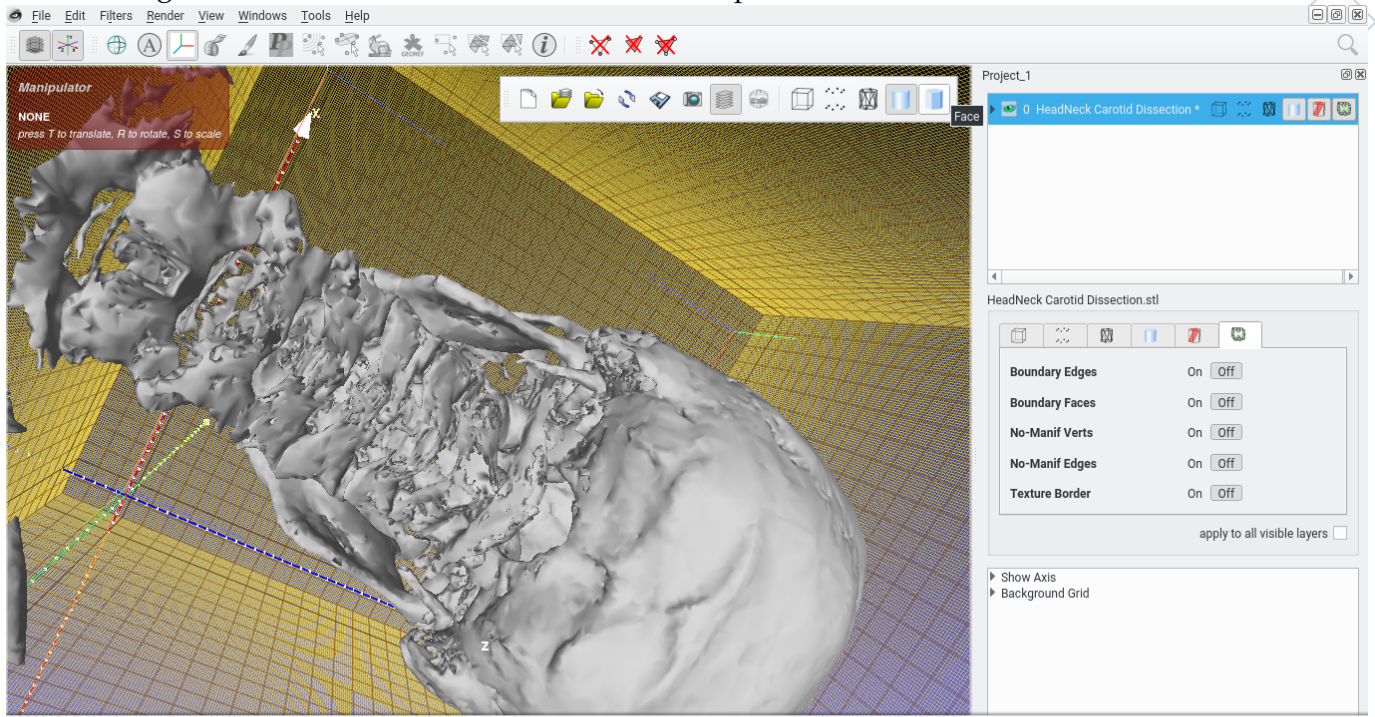 File Edit Filters Render View Windows Tools Help
A
GEOREF
i
Manipulator
NONE
press T to translate, R to rotate, S to scale
X
Face
Z
Project_1
0 HeadNeck Carotid Dissection *
HeadNeck Carotid Dissection.stl
Boundary Edges On Off
Boundary Faces On Off
No-Manif Verts On Off
No-Manif Edges On Off
Texture Border On Off
apply to all visible layers
Show Axis
Background Grid